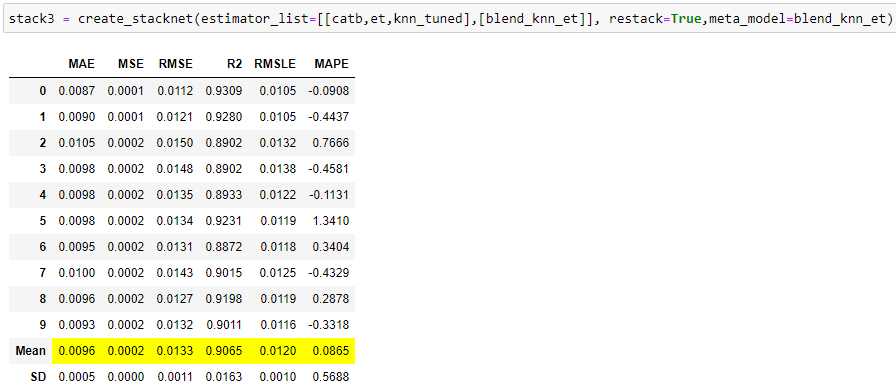 stack3 = create_stacknet(estimator_list=[[catb,et,knn_tuned],[blend_knn_et]], restack=True,meta_model=blend_knn_et)
MAE MSE RMSE R2 RMSLE MAPE
0 0.0087 0.0001 0.0112 0.9309 0.0105 -0.0908
1 0.0090 0.0001 0.0121 0.9280 0.0105 -0.4437
2 0.0105 0.0002 0.0150 0.8902 0.0132 0.7666
3 0.0098 0.0002 0.0148 0.8902 0.0138 -0.4581
4 0.0098 0.0002 0.0135 0.8933 0.0122 -0.1131
5 0.0098 0.0002 0.0134 0.9231 0.0119 1.3410
6 0.0095 0.0002 0.0131 0.8872 0.0118 0.3404
7 0.0100 0.0002 0.0143 0.9015 0.0125 -0.4329
8 0.0096 0.0002 0.0127 0.9198 0.0119 0.2878
9 0.0093 0.0002 0.0132 0.9011 0.0116 -0.3318
Mean 0.0096 0.0002 0.0133 0.9065 0.0120 0.0865
SD 0.0005 0.0000 0.0011 0.0163 0.0010 0.5688